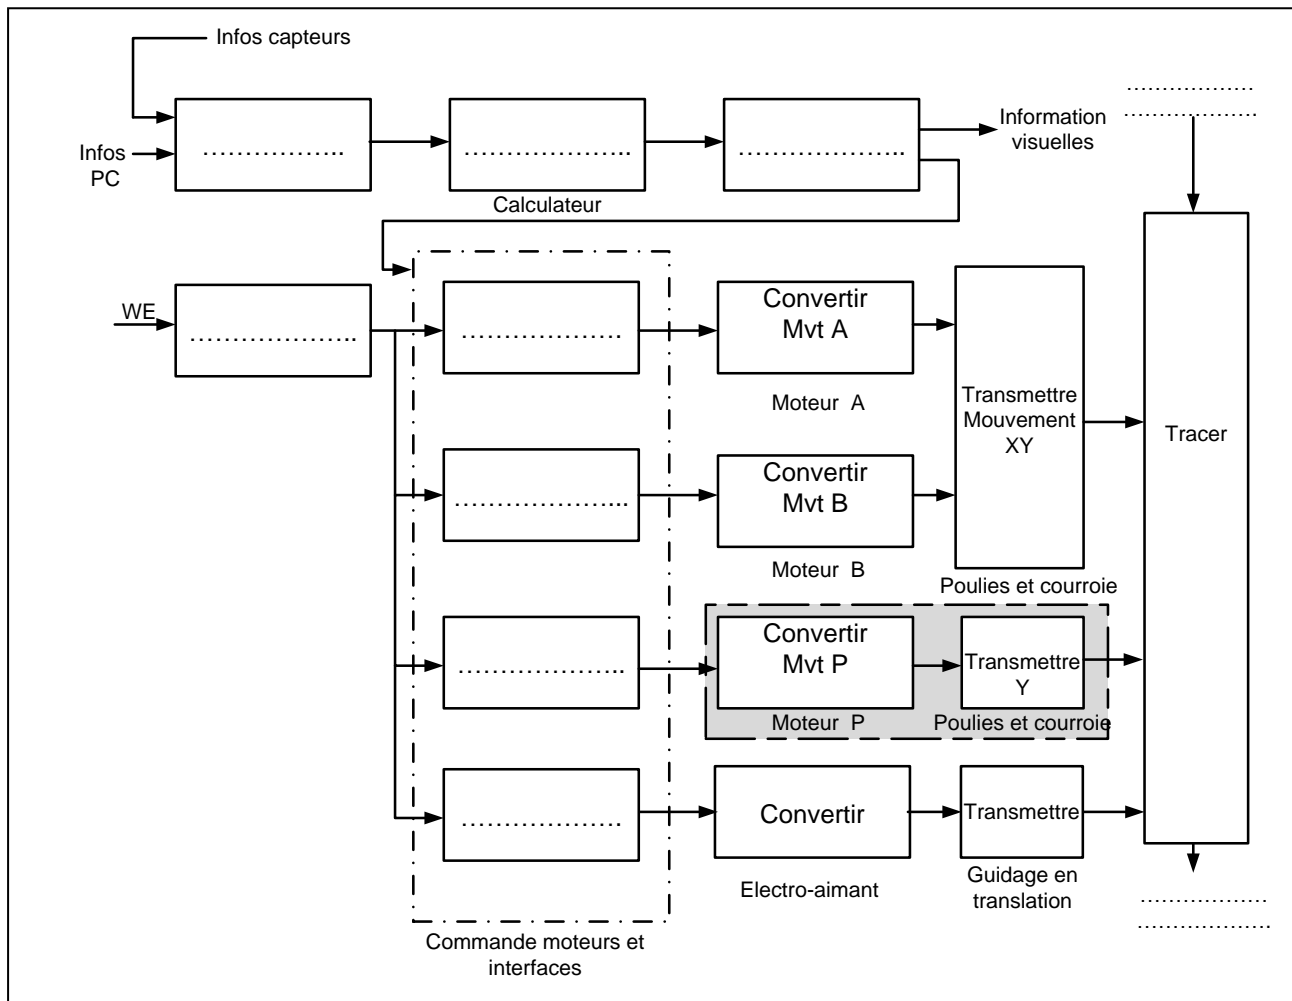 Infos capteurs
……………..
……………..
Infos
PC
……………..
………………..
………………..
Information
visuelles
……………..
Calculateur
WE
………………..
………………
Convertir
Mvt A
Moteur A
Transmettre
Mouvement
XY
Tracer
………………...
Convertir
Mvt B
Moteur B
Poulies et courroie
………………..
Convertir
Mvt P
Transmettre
Y
Moteur P
Poulies et courroie
………………
Convertir
Transmettre
Electro-aimant
Guidage en
translation
……………..
……………..
Commande moteurs et
interfaces